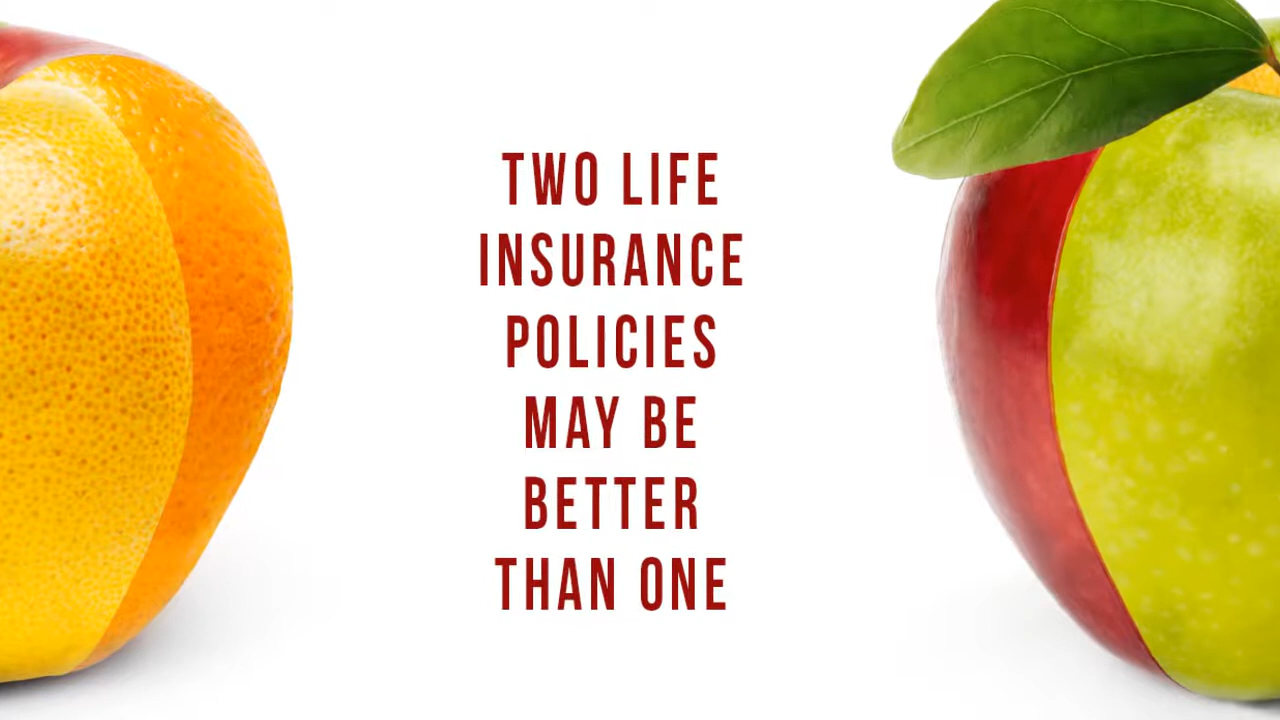 TWO LIFE
INSURANCE
POLICIES
MAY BE
BETTER
THAN ONE